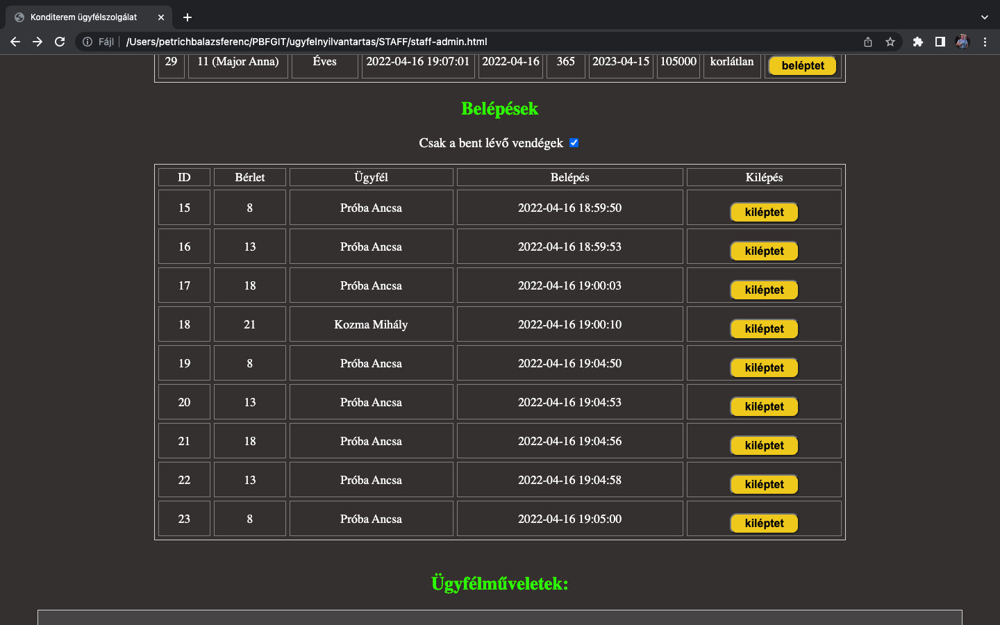 Konditerem ügyfélszolgálat
Fájl /Users/petrichbalazsferenc/PBFGIT/ugyfelnyilvantartas/STAFF/staff-admin.html
29 11 (Major Anna) Éves 2022-04-16 19:07:01 2022-04-16 365 2023-04-15 105000 korlátlan beléptet
Belépések
Csak a bent lévő vendégek
ID Bérlet Ügyfél Belépés Kilépés
15 8 Próba Ancsa 2022-04-16 18:59:50 kiléptet
16 13 Próba Ancsa 2022-04-16 18:59:53 kiléptet
17 18 Próba Ancsa 2022-04-16 19:00:03 kiléptet
18 21 Kozma Mihály 2022-04-16 19:00:10 kiléptet
19 8 Próba Ancsa 2022-04-16 19:04:50 kiléptet
20 13 Próba Ancsa 2022-04-16 19:04:53 kiléptet
21 18 Próba Ancsa 2022-04-16 19:04:56 kiléptet
22 13 Próba Ancsa 2022-04-16 19:04:58 kiléptet
23 8 Próba Ancsa 2022-04-16 19:05:00 kiléptet
Ügyfélműveletek: